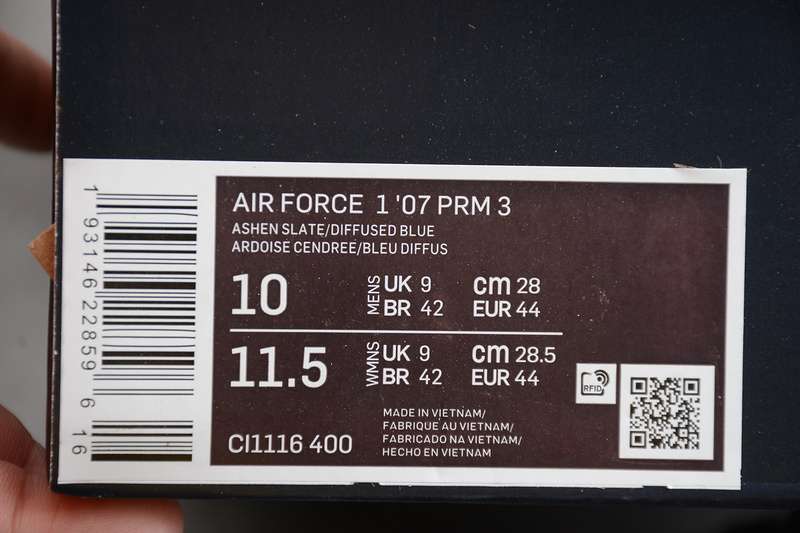 1 93146 22859 6 16
AIR FORCE 1 '07 PRM 3
ASHEN SLATE/DIFFUSED BLUE
ARDOISE CENDREE/BLEU DIFFUS
10 MENS UK 9 cm 28
BR 42 EUR 44
11.5 WMNS UK 9 cm 28.5
BR 42 EUR 44
RFID
CI1116 400
MADE IN VIETNAM/
FABRIQUE AU VIETNAM/
FABRICADO NA VIETNAM/
HECHO EN VIETNAM